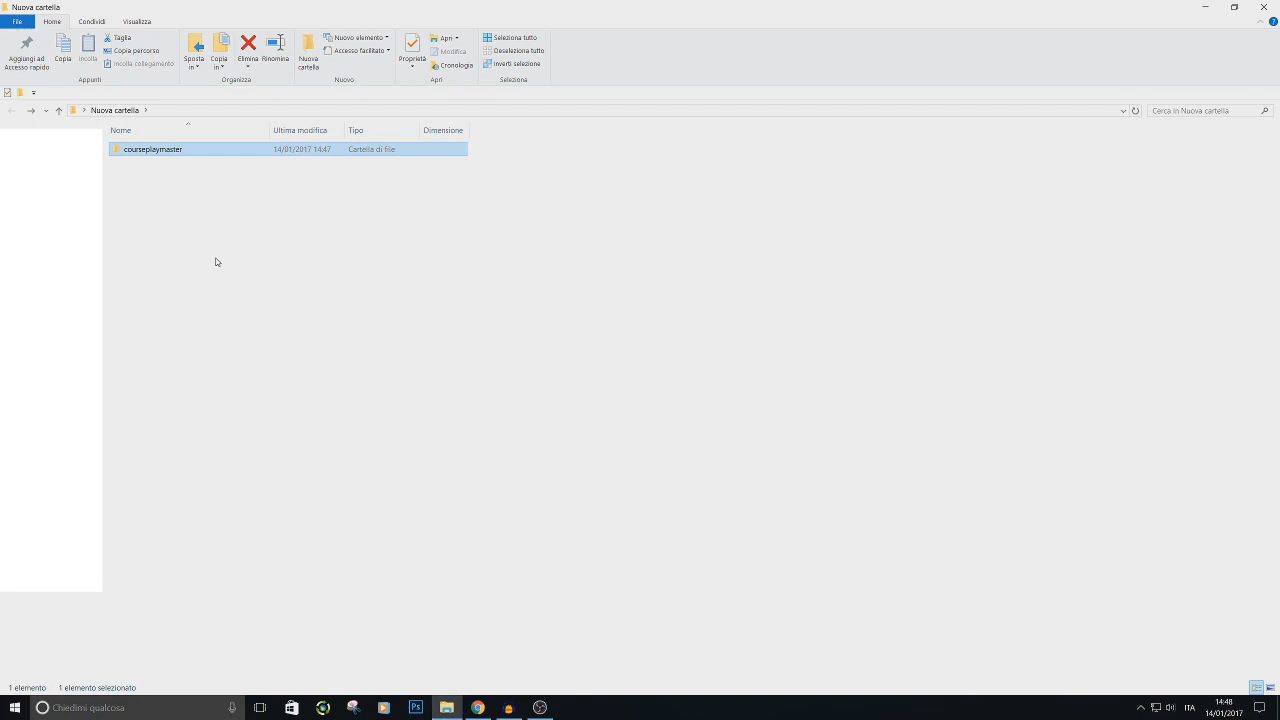 Nuova cartella
File Home Condividi Visualizza
Aggiungi ad Accesso rapido
Copia
Incolla
Taglia
Copia percorso
Incolla collegamento
Appunti
Sposta in
Copia in
Elimina
Rinomina
Organizza
Nuova cartella
Nuovo elemento
Accesso facilitato
Nuovo
Proprietà
Apri
Modifica
Cronologia
Apri
Seleziona tutto
Deseleziona tutto
Inverti selezione
Seleziona
Nuova cartella
Cerca in Nuova cartella
Nome Ultima modifica Tipo Dimensione
courseplaymaster 14/01/2017 14:47 Cartella di file
1 elemento 1 elemento selezionato
Chiedimi qualcosa
Ps
ITA
14:48
14/01/2017